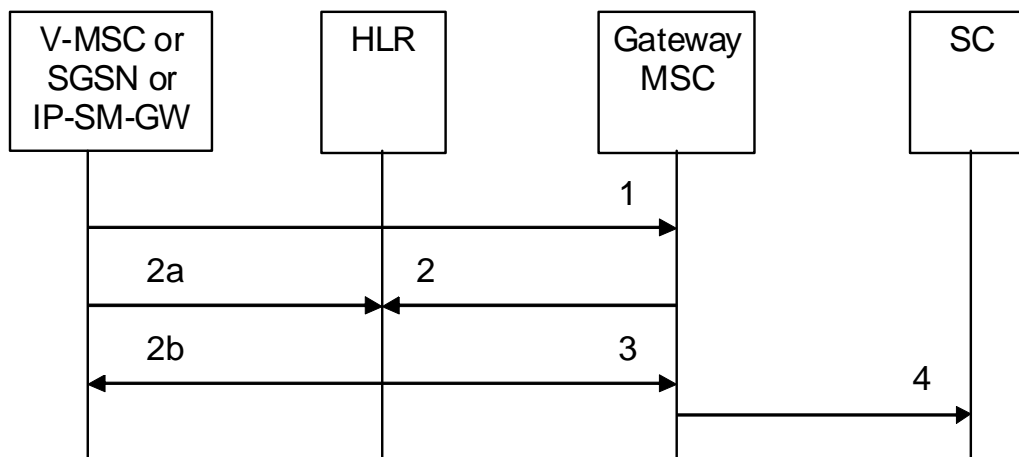 V-MSC or
SGSN or
IP-SM-GW
HLR
Gateway
MSC
SC
1
2a
2
2b
3
4